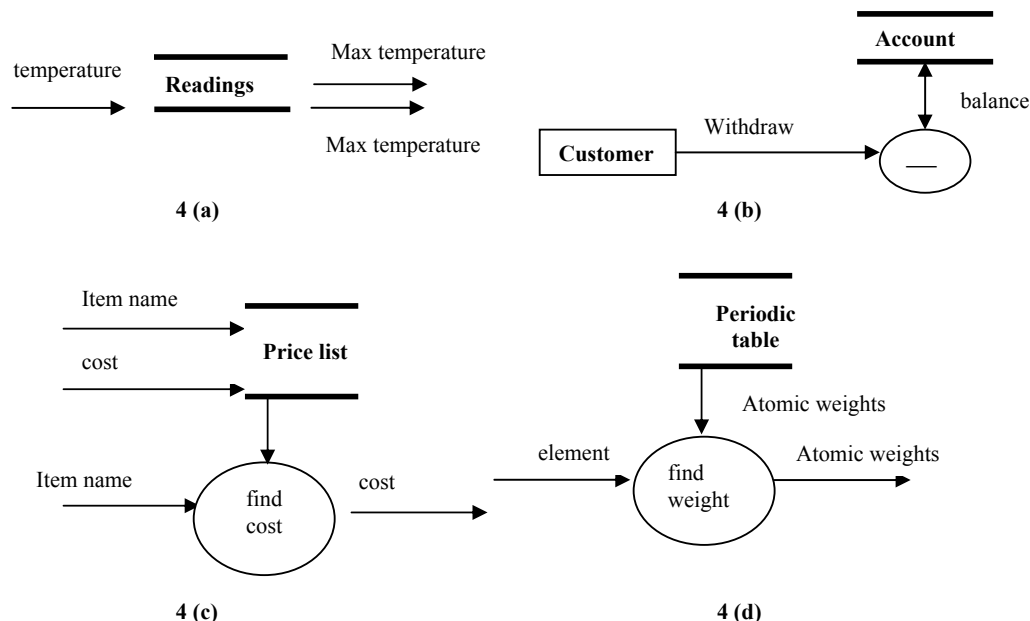 temperature
Readings
Max temperature
Max temperature
4 (a)
Account
balance
Withdraw
Customer
4 (b)
Item name
cost
Price list
Item name
find
cost
cost
4 (c)
Periodic
table
Atomic weights
element
find
weight
Atomic weights
4 (d)